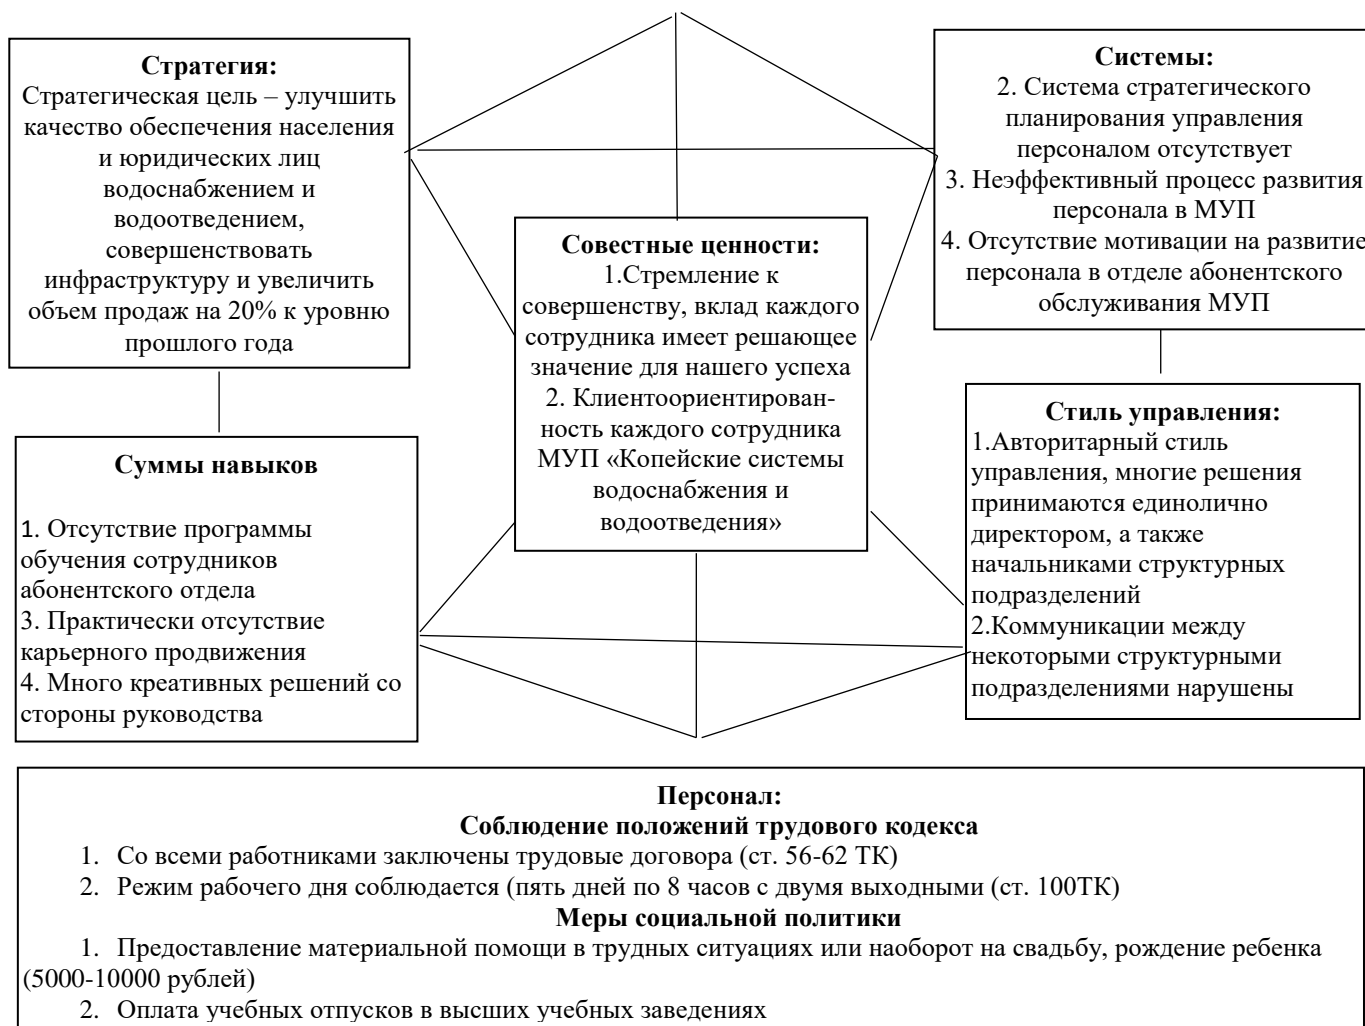 Стратегия:
Стратегическая цель – улучшить
качество обеспечения населения
и юридических лиц
водоснабжением и
водоотведением,
совершенствовать
инфраструктуру и увеличить
объем продаж на 20% к уровню
прошлого года
Системы:
2. Система стратегического
планирования управления
персоналом отсутствует
3. Неэффективный процесс развития
персонала в МУП
4. Отсутствие мотивации на развитие
персонала в отделе абонентского
обслуживания МУП
Совестные ценности:
1.Стремление к
совершенству, вклад каждого
сотрудника имеет решающее
значение для нашего успеха
2. Клиентоориентирован-
ность каждого сотрудника
МУП «Копейские системы
водоснабжения и
водоотведения»
Суммы навыков
1. Отсутствие программы
обучения сотрудников
абонентского отдела
3. Практически отсутствие
карьерного продвижения
4. Много креативных решений со
стороны руководства
Стиль управления:
1.Авторитарный стиль
управления, многие решения
принимаются единолично
директором, а также
начальниками структурных
подразделений
2.Коммуникации между
некоторыми структурными
подразделениями нарушены
Персонал:
Соблюдение положений трудового кодекса
1. Со всеми работниками заключены трудовые договора (ст. 56-62 ТК)
2. Режим рабочего дня соблюдается (пять дней по 8 часов с двумя выходными (ст. 100ТК)
Меры социальной политики
1. Предоставление материальной помощи в трудных ситуациях или наоборот на свадьбу, рождение ребенка
(5000-10000 рублей)
2. Оплата учебных отпусков в высших учебных заведениях